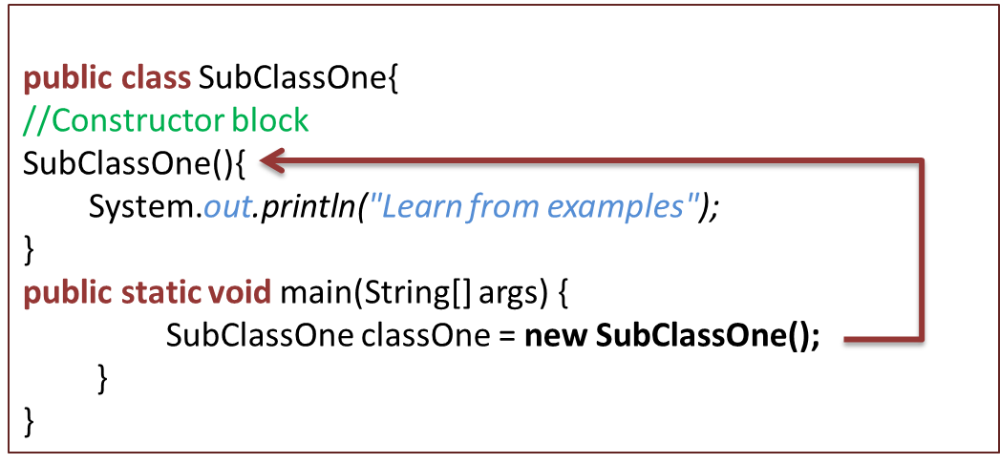 public class SubClassOne{
//Constructor block
SubClassOne(){
System.out.println("Learn from examples");
}
public static void main(String[] args) {
SubClassOne classOne = new SubClassOne();
}
}